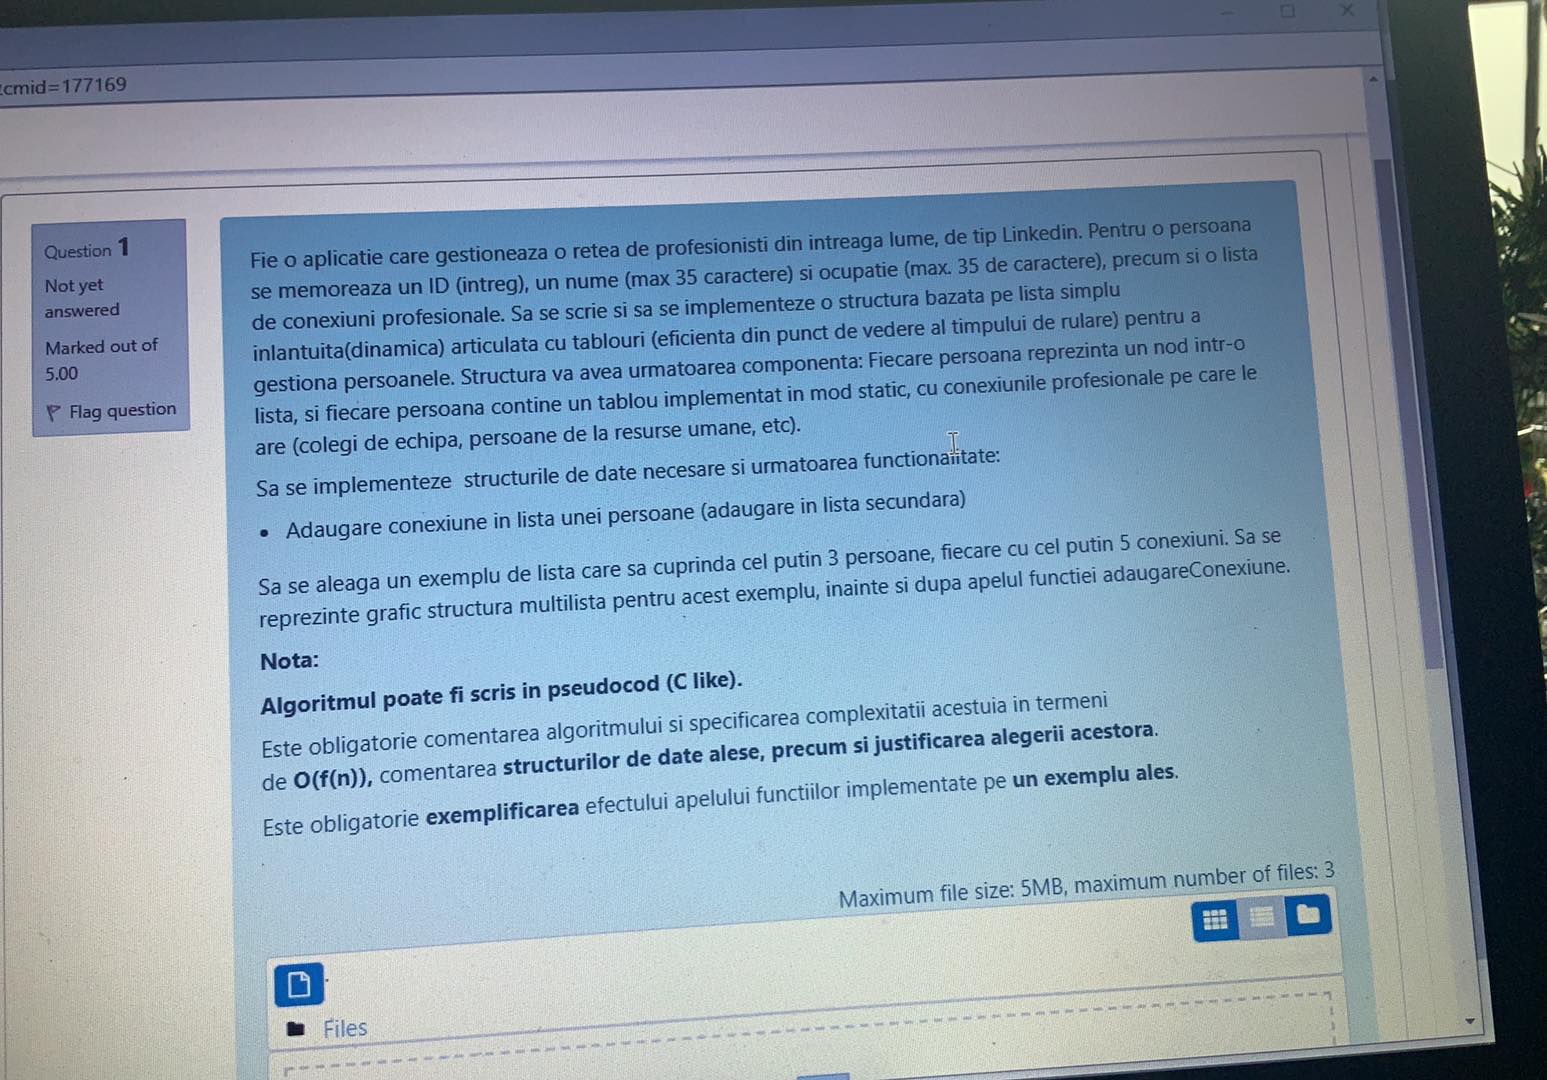 cmid=177169
Question 1
Not yet
answered
Marked out of
5.00
Flag question
Fie o aplicatie care gestioneaza o retea de profesionisti din intreaga lume, de tip Linkedin. Pentru o persoana
se memoreaza un ID (intreg), un nume (max 35 caractere) si ocupatie (max. 35 de caractere), precum si o lista
de conexiuni profesionale. Sa se scrie si sa se implementeze o structura bazata pe lista simplu
inlantuita(dinamica) articulata cu tablouri (eficienta din punct de vedere al timpului de rulare) pentru a
gestiona persoanele. Structura va avea urmatoarea componenta: Fiecare persoana reprezinta un nod intr-o
lista, si fiecare persoana contine un tablou implementat in mod static, cu conexiunile profesionale pe care le
are (colegi de echipa, persoane de la resurse umane, etc).
Sa se implementeze structurile de date necesare si urmatoarea functionalitate:
• Adaugare conexiune in lista unei persoane (adaugare in lista secundara)
Sa se aleaga un exemplu de lista care sa cuprinda cel putin 3 persoane, fiecare cu cel putin 5 conexiuni. Sa se
reprezinte grafic structura multilista pentru acest exemplu, inainte si dupa apelul functiei adaugareConexiune.
Nota:
Algoritmul poate fi scris in pseudocod (C like).
Este obligatorie comentarea algoritmului si specificarea complexitatii acestuia in termeni
de O(f(n)), comentarea structurilor de date alese, precum si justificarea alegerii acestora.
Este obligatorie exemplificarea efectului apelului functiilor implementate pe un exemplu ales.
Maximum file size: 5MB, maximum number of files: 3
Files